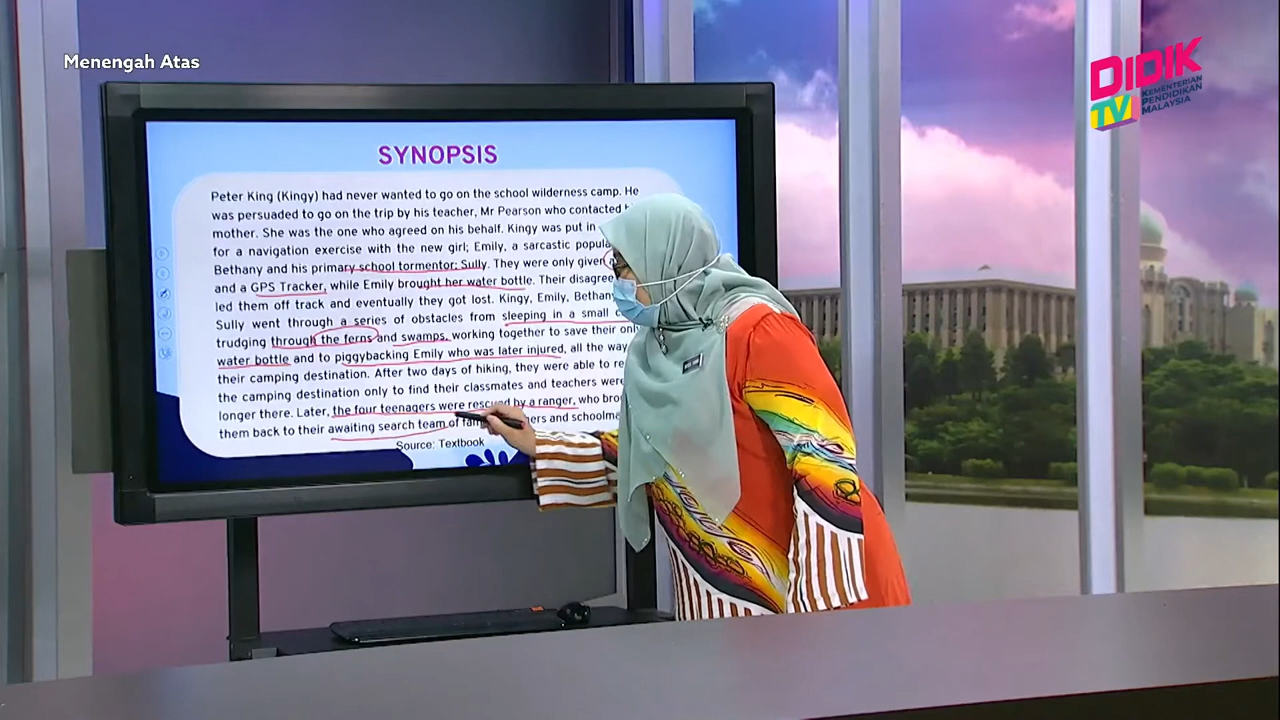 Menengah Atas
DIDIK
TV
KEMENTERIAN
PENDIDIKAN
MALAYSIA
SYNOPSIS
Peter King (Kingy) had never wanted to go on the school wilderness camp. He
was persuaded to go on the trip by his teacher, Mr Pearson who contacted
mother. She was the one who agreed on his behalf. Kingy was put in
for a navigation exercise with the new girl; Emily, a sarcastic
Bethany and his primary school tormentor; Sully. They were only given
and a GPS Tracker, while Emily brought her water bottle. Their
led them off track and eventually they got lost. Kingy, Emily,
Sully went through a series of obstacles from sleeping in a small
trudging through the ferns and swamps, working together to save their only
water bottle and to piggybacking Emily who was later injured, all the way
their camping destination. After two days of hiking, they were able to
the camping destination only to find their classmates and teachers were
longer there. Later, the four teenagers were rescued by a ranger, who
them back to their awaiting search team of and
Source: Textbook